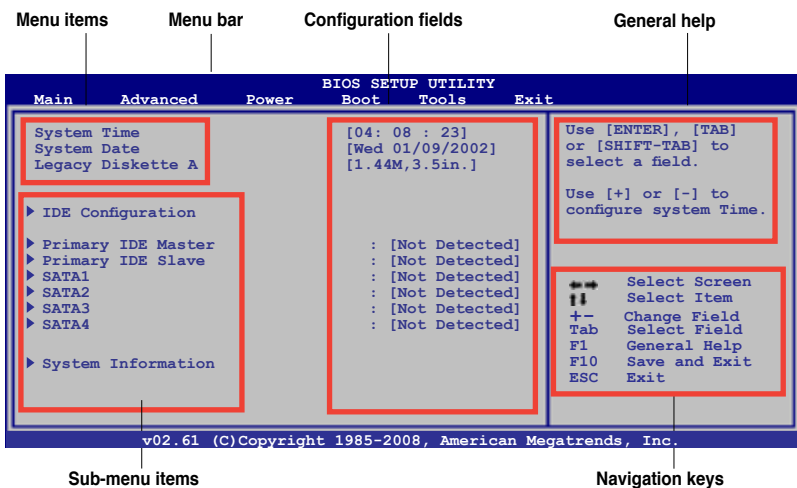 Menu items Menu bar Configuration fields General help
BIOS SETUP UTILITY
Main Advanced Power Boot Tools Exit
System Time [04: 08 : 23]
System Date [Wed 01/09/2002]
Legacy Diskette A [1.44M,3.5in.]
IDE Configuration
Primary IDE Master : [Not Detected]
Primary IDE Slave : [Not Detected]
SATA1 : [Not Detected]
SATA2 : [Not Detected]
SATA3 : [Not Detected]
SATA4 : [Not Detected]
System Information
Use [ENTER], [TAB]
or [SHIFT-TAB] to
select a field.
Use [+] or [-] to
configure system Time.
←→ Select Screen
↑↓ Select Item
+- Change Field
Tab Select Field
F1 General Help
F10 Save and Exit
ESC Exit
v02.61 (C)Copyright 1985-2008, American Megatrends, Inc.
Sub-menu items Navigation keys